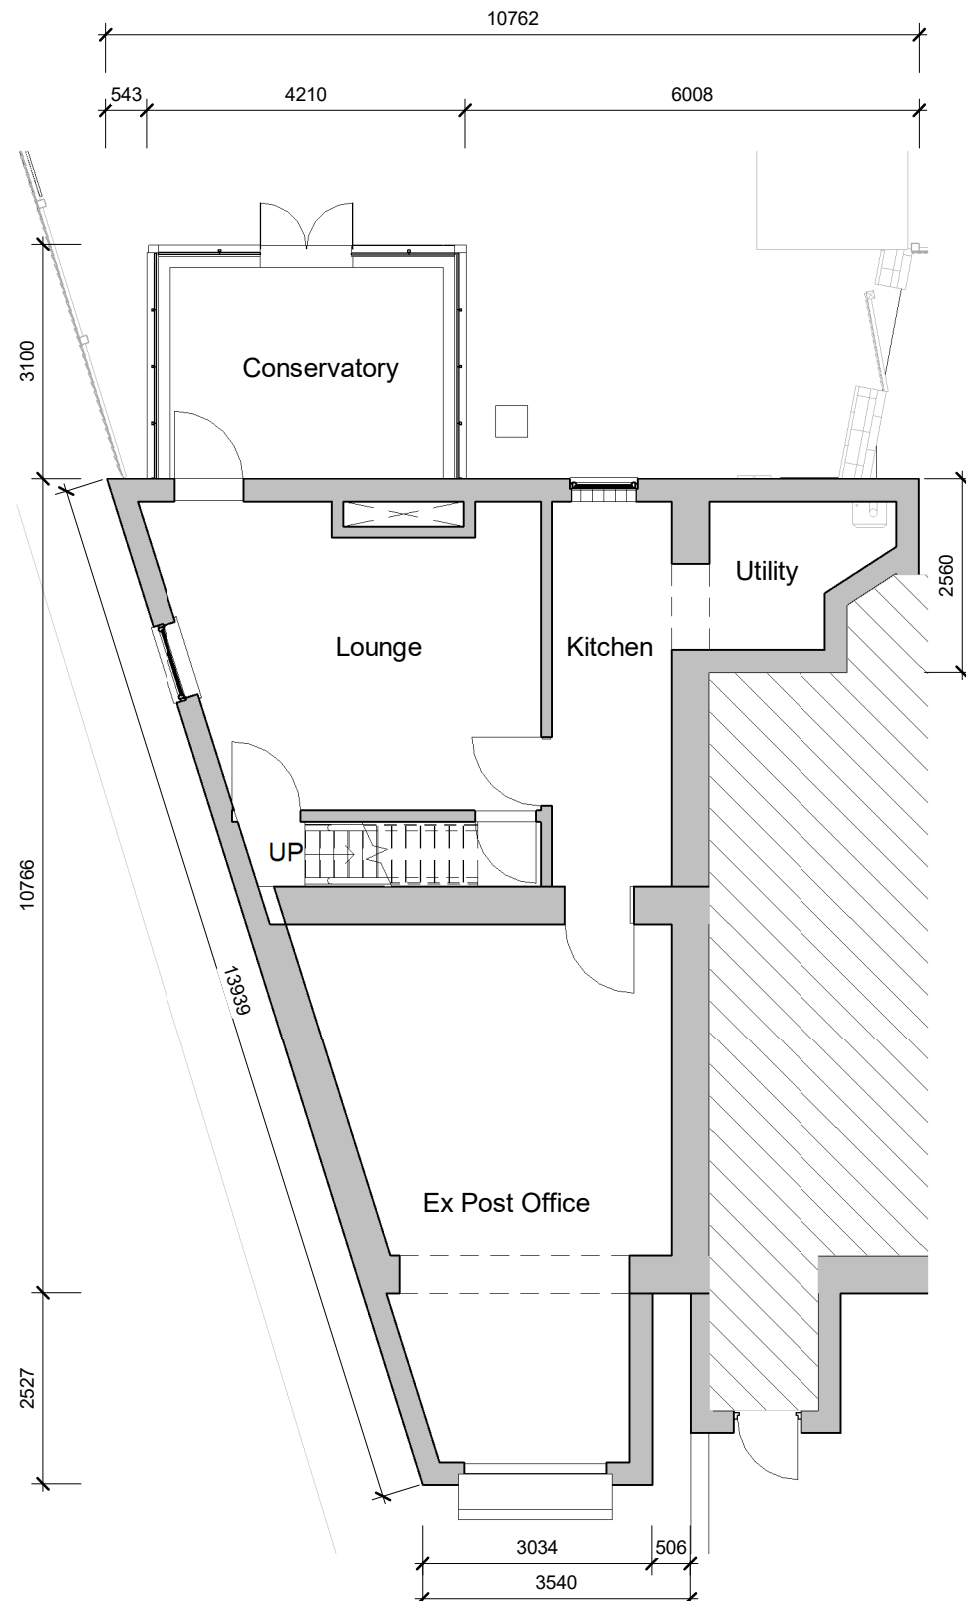 10762
543
4210
6008
3100
Conservatory
2560
Utility
Lounge
Kitchen
UP
10766
13939
Ex Post Office
2527
3034
506
3540